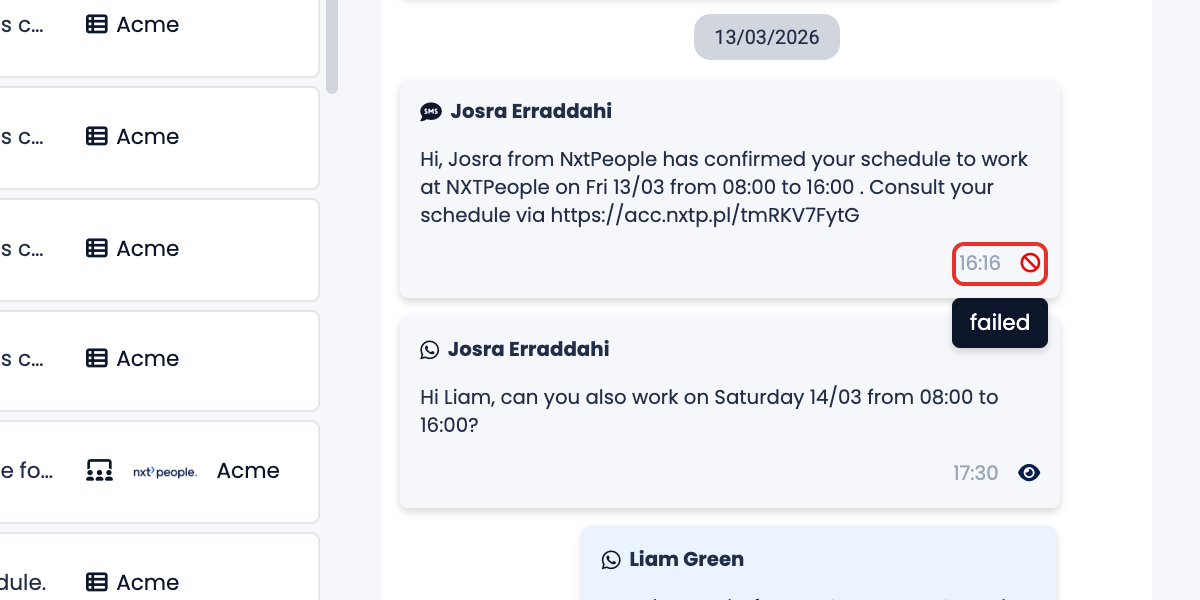 s c...
Acme
s c...
Acme
s c...
Acme
s c...
Acme
e fo...
nxt people.
Acme
dule.
Acme
13/03/2026
SMS
Josra Erraddahi
Hi, Josra from NxtPeople has confirmed your schedule to work
at NXTPeople on Fri 13/03 from 08:00 to 16:00 . Consult your
schedule via https://acc.nxtp.pl/tmRKV7FytG
16:16
failed
Josra Erraddahi
Hi Liam, can you also work on Saturday 14/03 from 08:00 to
16:00?
17:30
Liam Green